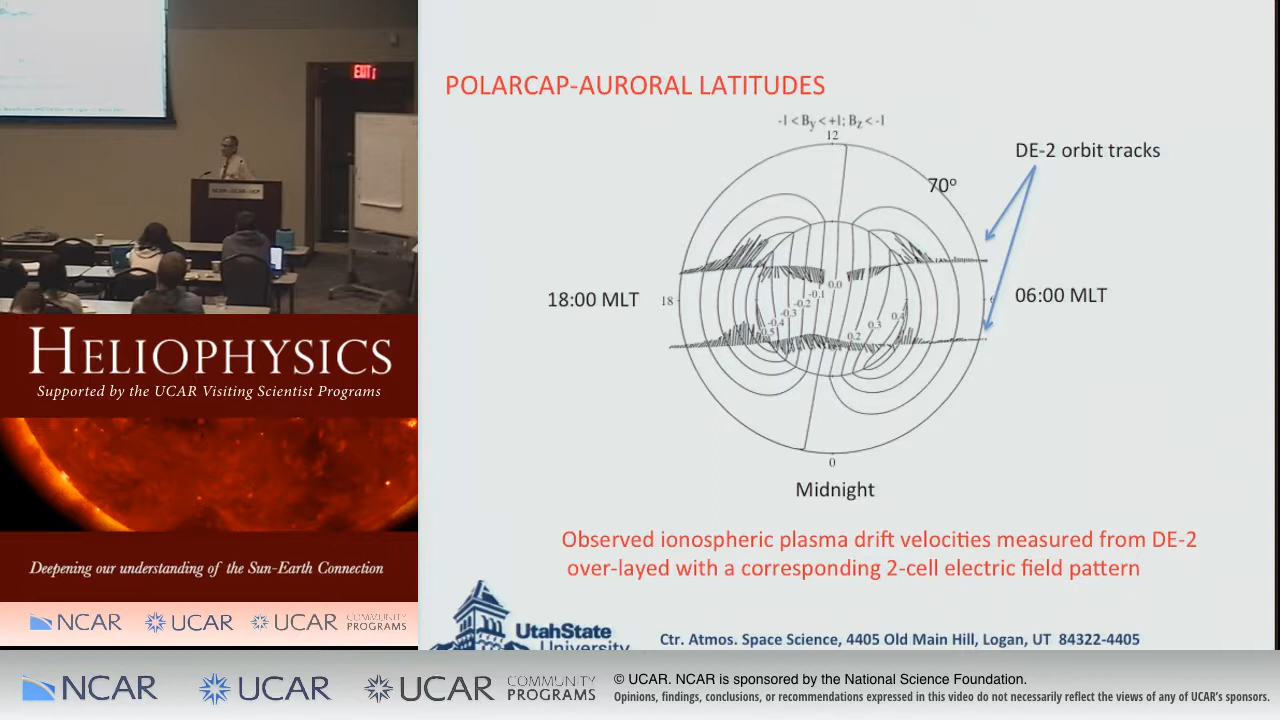 EXIT
HELIOPHYSICS
Supported by the UCAR Visiting Scientist Programs
Deepening our understanding of the Sun-Earth Connection
NCAR
UCAR
UCAR
COMMUNITY
PROGRAMS
POLARCAP-AURORAL LATITUDES
-1 < By < +1; Bz < -1
12
DE-2 orbit tracks
70º
18:00 MLT
18
06:00 MLT
0.0
-0.1
-0.2
-0.3
-0.4
0.4
0.3
0.2
0
Midnight
Observed ionospheric plasma drift velocities measured from DE-2
over-layed with a corresponding 2-cell electric field pattern
UtahState
University
Ctr. Atmos. Space Science, 4405 Old Main Hill, Logan, UT 84322-4405
NCAR
UCAR
UCAR
COMMUNITY
PROGRAMS
© UCAR. NCAR is sponsored by the National Science Foundation.
Opinions, findings, conclusions, or recommendations expressed in this video do not necessarily reflect the views of any of UCAR's sponsors.